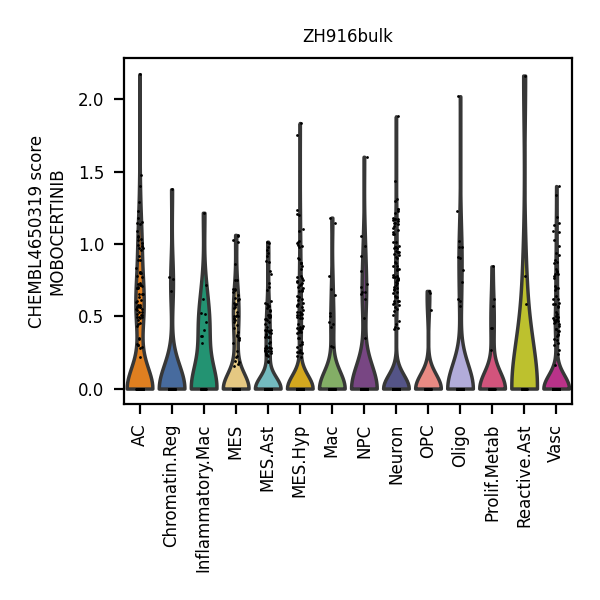 ZH916bulk
CHEMBL4650319 score
MOBOCERTINIB
2.0
1.5
1.0
0.5
0.0
AC
Chromatin.Reg
Inflammatory.Mac
MES
MES.Ast
MES.Hyp
Mac
NPC
Neuron
OPC
Oligo
Prolif.Metab
Reactive.Ast
Vasc